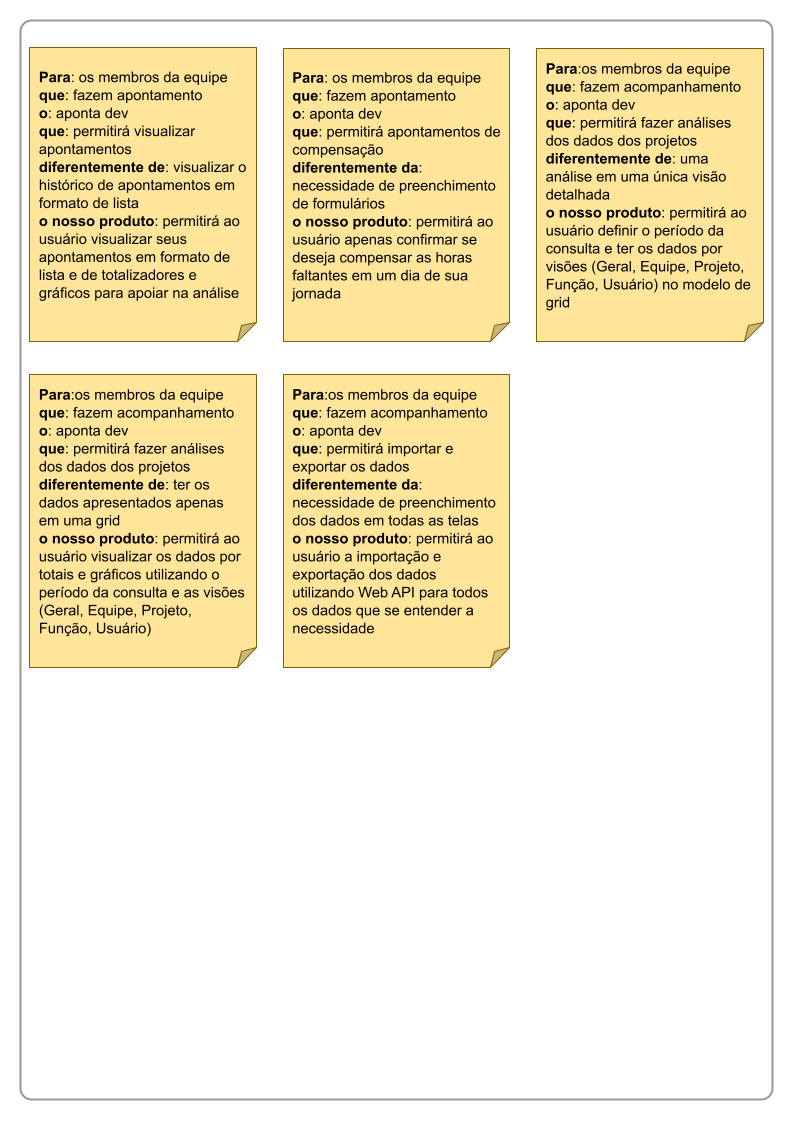 Para: os membros da equipe
que: fazem apontamento
o: aponta dev
que: permitirá visualizar
apontamentos
diferentemente de: visualizar o
histórico de apontamentos em
formato de lista
o nosso produto: permitirá ao
usuário visualizar seus
apontamentos em formato de
lista e de totalizadores e
gráficos para apoiar na análise
Para: os membros da equipe
que: fazem apontamento
o: aponta dev
que: permitirá apontamentos de
compensação
diferentemente da:
necessidade de preenchimento
de formulários
o nosso produto: permitirá ao
usuário apenas confirmar se
deseja compensar as horas
faltantes em um dia de sua
jornada
Para:os membros da equipe
que: fazem acompanhamento
o: aponta dev
que: permitirá fazer análises
dos dados dos projetos
diferentemente de: uma
análise em uma única visão
detalhada
o nosso produto: permitirá ao
usuário definir o período da
consulta e ter os dados por
visões (Geral, Equipe, Projeto,
Função, Usuário) no modelo de
grid
Para:os membros da equipe
que: fazem acompanhamento
o: aponta dev
que: permitirá fazer análises
dos dados dos projetos
diferentemente de: ter os
dados apresentados apenas
em uma grid
o nosso produto: permitirá ao
usuário visualizar os dados por
totais e gráficos utilizando o
período da consulta e as visões
(Geral, Equipe, Projeto,
Função, Usuário)
Para:os membros da equipe
que: fazem acompanhamento
o: aponta dev
que: permitirá importar e
exportar os dados
diferentemente da:
necessidade de preenchimento
dos dados em todas as telas
o nosso produto: permitirá ao
usuário a importação e
exportação dos dados
utilizando Web API para todos
os dados que se entender a
necessidade